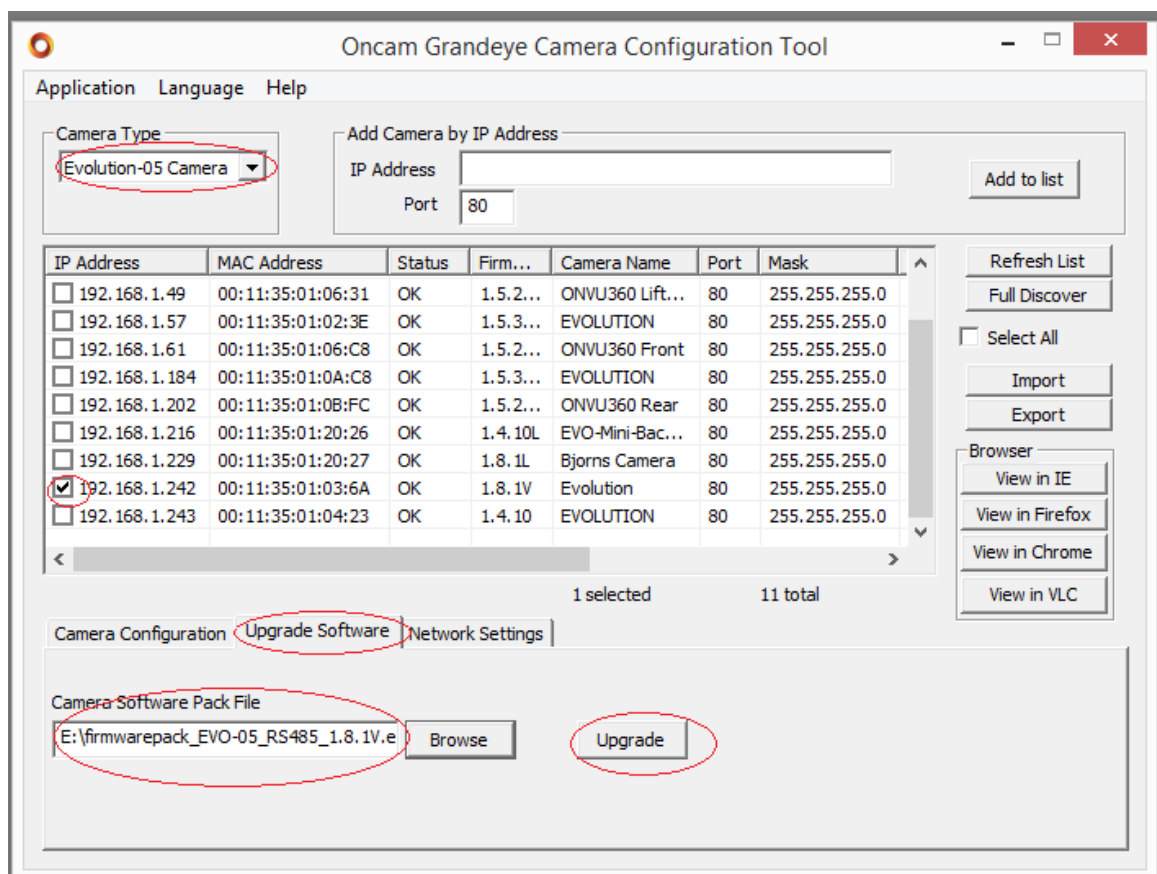 Oncam Grandeye Camera Configuration Tool
Application Language Help
Camera Type
Evolution-05 Camera
Add Camera by IP Address
IP Address
Port 80
Add to list
IP Address MAC Address Status Firm... Camera Name Port Mask
192.168.1.49 00:11:35:01:06:31 OK 1.5.2... ONVU360 Lift... 80 255.255.255.0
192.168.1.57 00:11:35:01:02:3E OK 1.5.3... EVOLUTION 80 255.255.255.0
192.168.1.61 00:11:35:01:06:C8 OK 1.5.2... ONVU360 Front 80 255.255.255.0
192.168.1.184 00:11:35:01:0A:C8 OK 1.5.3... EVOLUTION 80 255.255.255.0
192.168.1.202 00:11:35:01:0B:FC OK 1.5.2... ONVU360 Rear 80 255.255.255.0
192.168.1.216 00:11:35:01:20:26 OK 1.4.10L EVO-Mini-Bac... 80 255.255.255.0
192.168.1.229 00:11:35:01:20:27 OK 1.8.1L Bjorns Camera 80 255.255.255.0
192.168.1.242 00:11:35:01:03:6A OK 1.8.1V Evolution 80 255.255.255.0
192.168.1.243 00:11:35:01:04:23 OK 1.4.10 EVOLUTION 80 255.255.255.0
1 selected 11 total
Refresh List
Full Discover
Select All
Import
Export
Browser
View in IE
View in Firefox
View in Chrome
View in VLC
Camera Configuration Upgrade Software Network Settings
Camera Software Pack File
E:\firmwarepack_EVO-05_RS485_1.8.1V.e Browse Upgrade